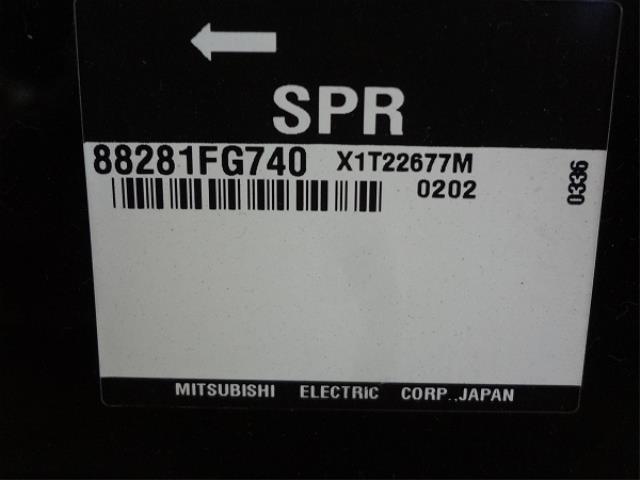 SPR
88281FG740 X1T22677M
0202
0336
MITSUBISHI ELECTRIC CORP.,JAPAN